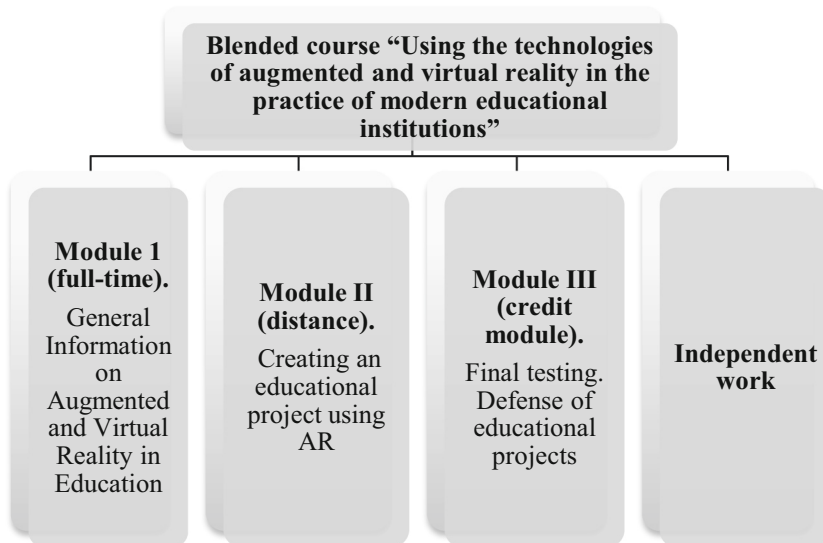 Blended course “Using the technologies
of augmented and virtual reality in the
practice of modern educational
institutions”
Module 1
(full-time).
General
Information
on
Augmented
and Virtual
Reality in
Education
Module II
(distance).
Creating an
educational
project using
AR
Module III
(credit
module).
Final testing.
Defense of
educational
projects
Independent
work